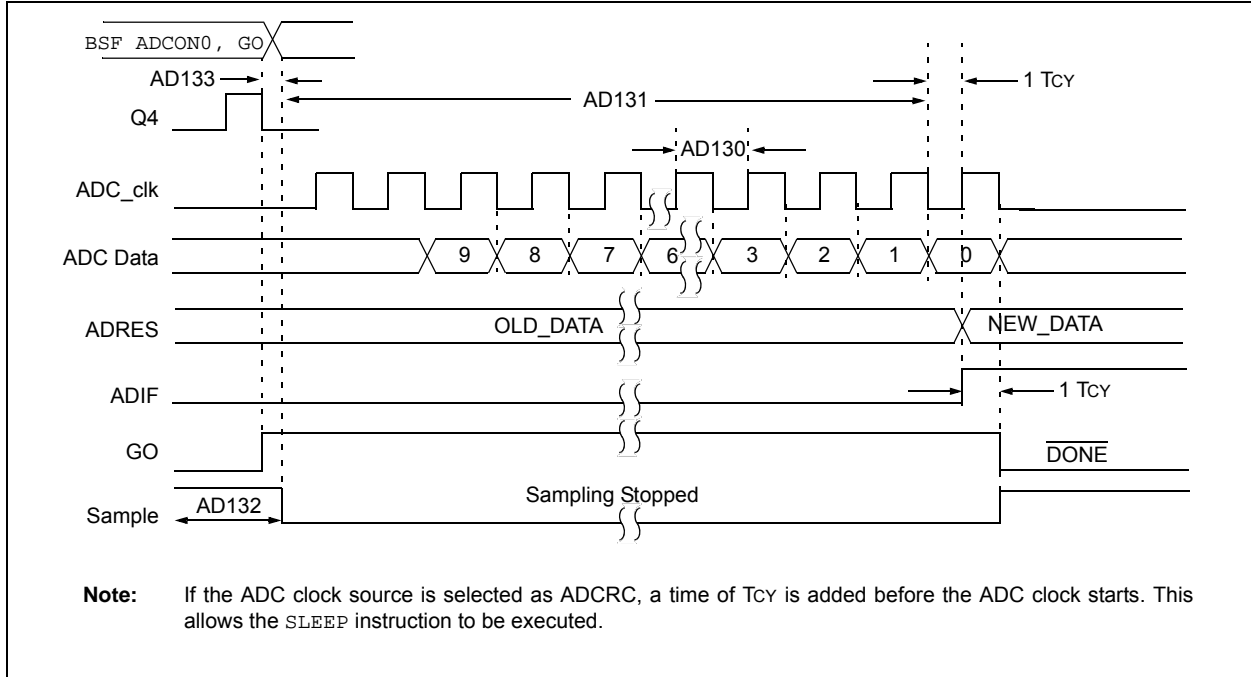 BSF ADCON0, GO
AD133
1 TCY
AD131
Q4
AD130
ADC_clk
ADC Data
9 8 7 6 3 2 1 0
ADRES
OLD_DATA
NEW_DATA
ADIF
1 TCY
GO
DONE
Sample
AD132
Sampling Stopped
Note: If the ADC clock source is selected as ADCRC, a time of TCY is added before the ADC clock starts. This
allows the SLEEP instruction to be executed.